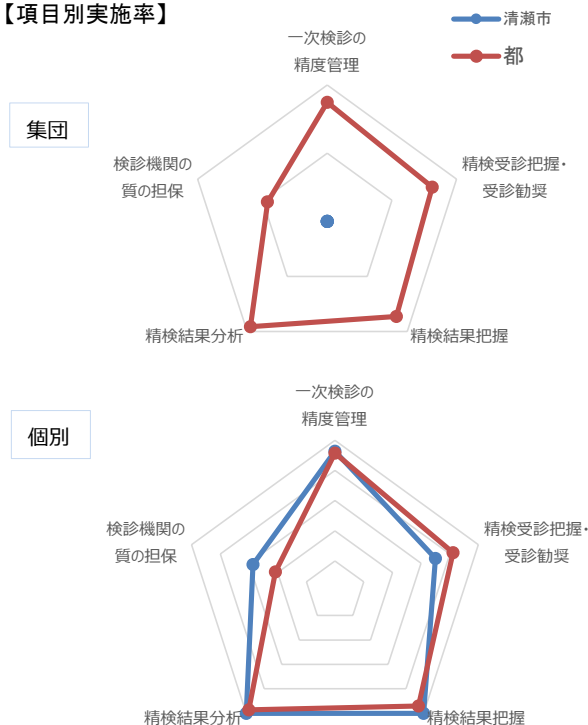 【項目別実施率】
清瀬市
都
集団
一次検診の
精度管理
精検受診把握・
受診勧奨
精検結果把握
精検結果分析
検診機関の
質の担保
個別
一次検診の
精度管理
精検受診把握・
受診勧奨
精検結果把握
精検結果分析
検診機関の
質の担保